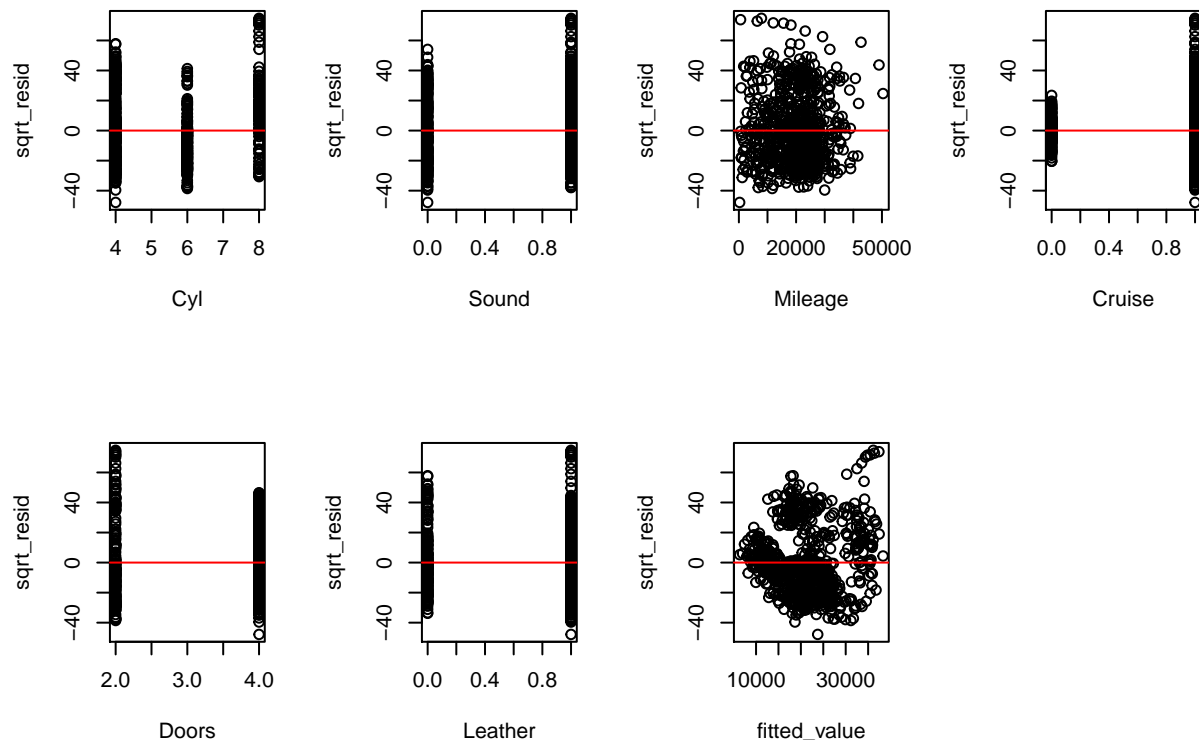 sqrt_resid
40
0
−40
4 5 6 7 8
Cyl
sqrt_resid
40
0
−40
0.0 0.4 0.8
Sound
sqrt_resid
40
0
−40
0 20000 50000
Mileage
sqrt_resid
40
0
−40
0.0 0.4 0.8
Cruise
sqrt_resid
40
0
−40
2.0 3.0 4.0
Doors
sqrt_resid
40
0
−40
0.0 0.4 0.8
Leather
sqrt_resid
40
0
−40
10000 30000
fitted_value